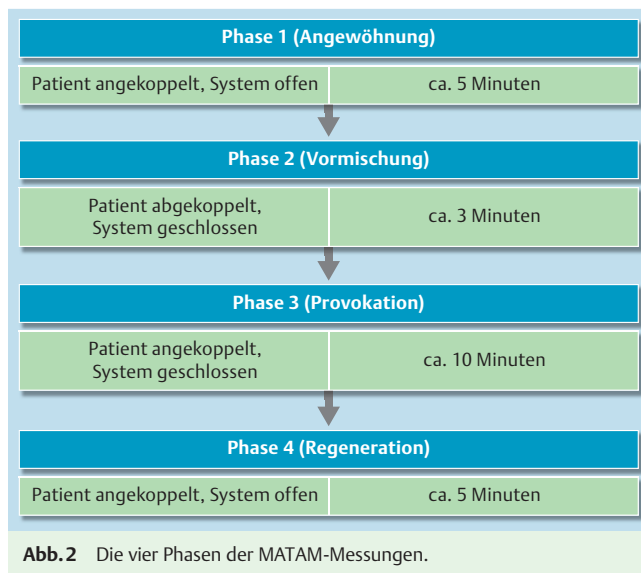 Phase 1 (Angewöhnung)
Patient angekoppelt, System offen
ca. 5 Minuten
Phase 2 (Vormischung)
Patient abgekoppelt,
System geschlossen
ca. 3 Minuten
Phase 3 (Provokation)
Patient angekoppelt,
System geschlossen
ca. 10 Minuten
Phase 4 (Regeneration)
Patient angekoppelt, System offen
ca. 5 Minuten
Abb. 2 Die vier Phasen der MATAM-Messungen.